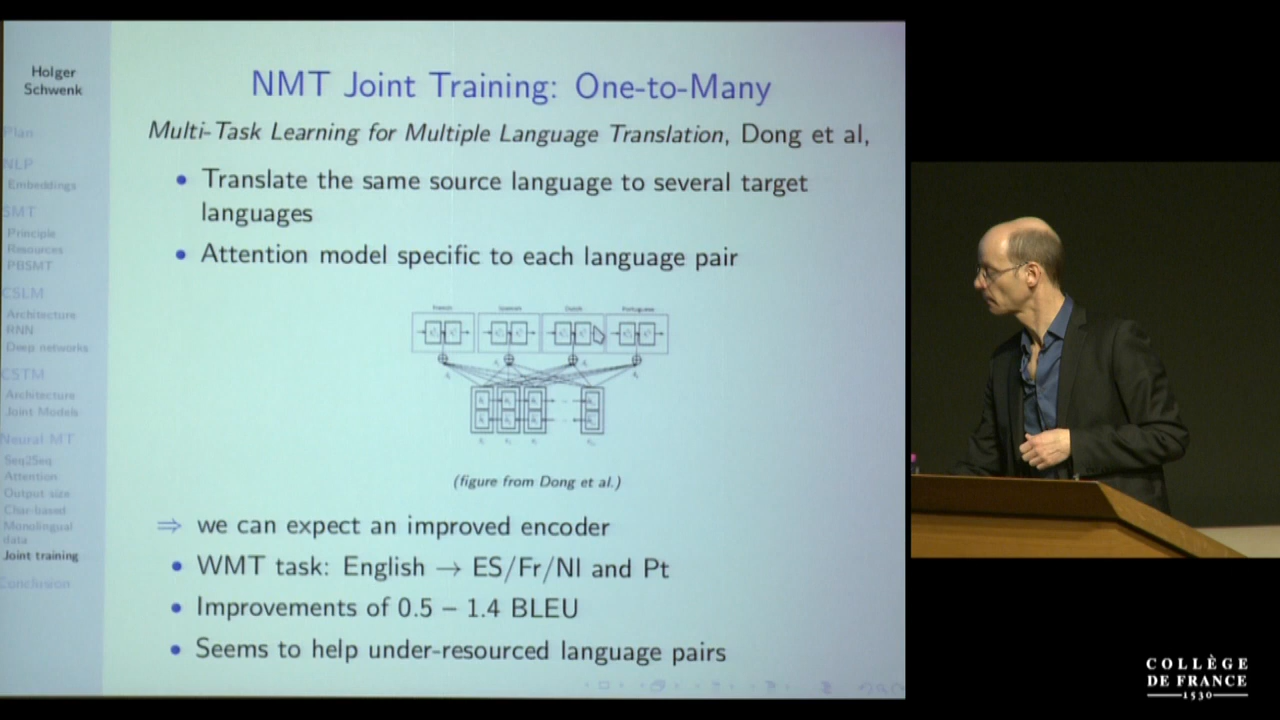 Holger
Schwenk
Plan
NLP
Embeddings
SMT
Principle
Resources
PBSMT
CSLM
Architecture
RNN
Deep networks
CSTM
Architecture
Joint Models
Neural MT
Seq2Seq
Attention
Output size
Char-based
Monolingual
data
Joint training
Conclusion
NMT Joint Training: One-to-Many
Multi-Task Learning for Multiple Language Translation, Dong et al,
• Translate the same source language to several target
languages
• Attention model specific to each language pair
French Spanish Dutch Portuguese
(figure from Dong et al.)
⇒ we can expect an improved encoder
• WMT task: English → ES/Fr/Nl and Pt
• Improvements of 0.5 – 1.4 BLEU
• Seems to help under-resourced language pairs
COLLÈGE
DE FRANCE
1530